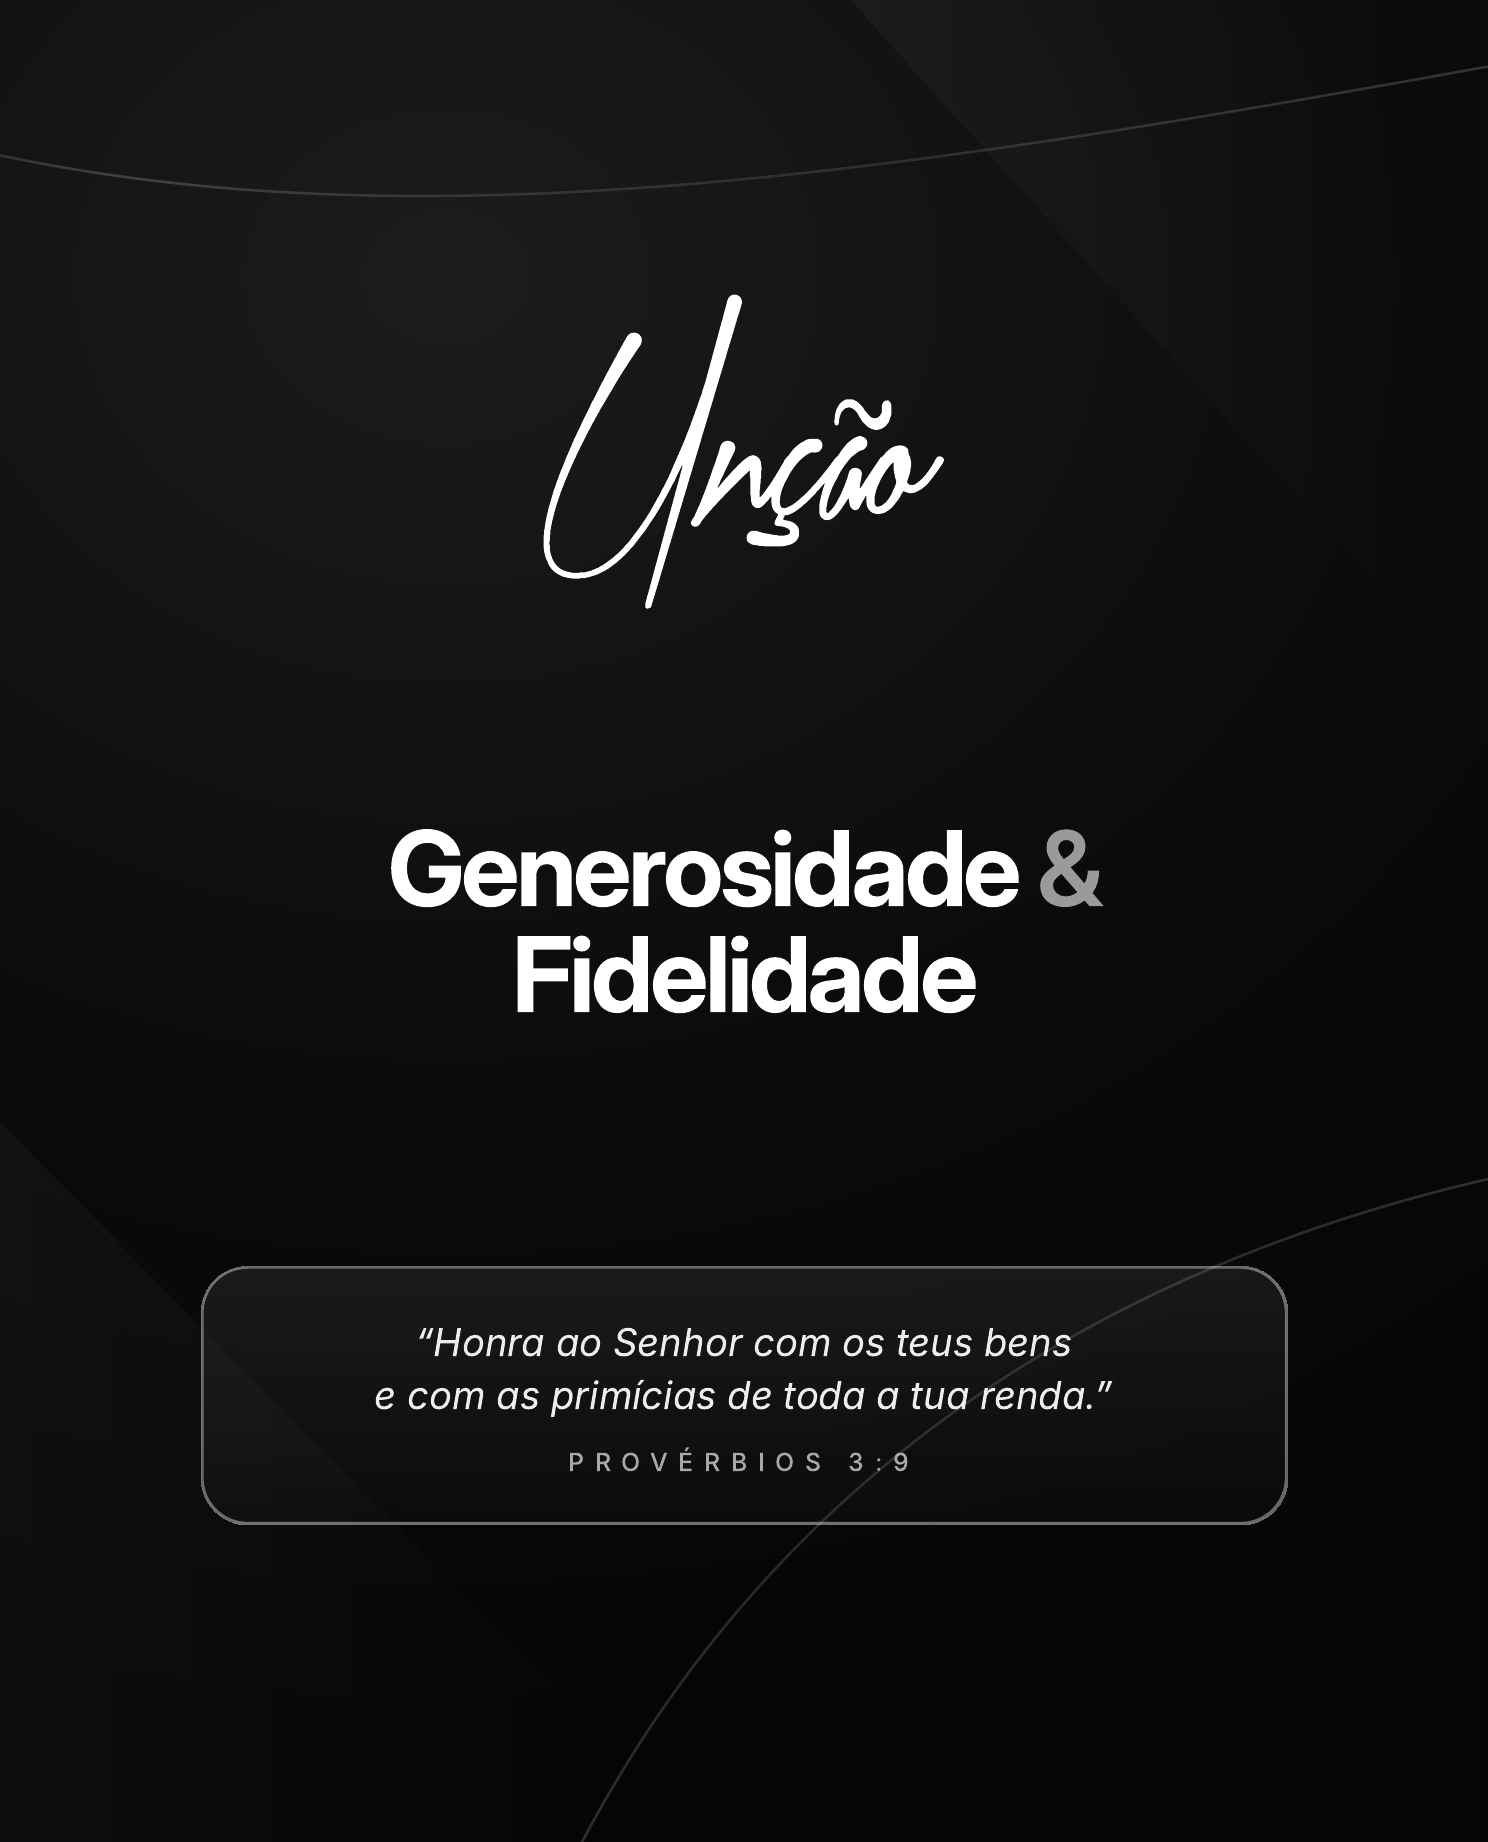 Unção
Generosidade &
Fidelidade
“Honra ao Senhor com os teus bens
e com as primícias de toda a tua renda.”
PROVÉRBIOS 3:9